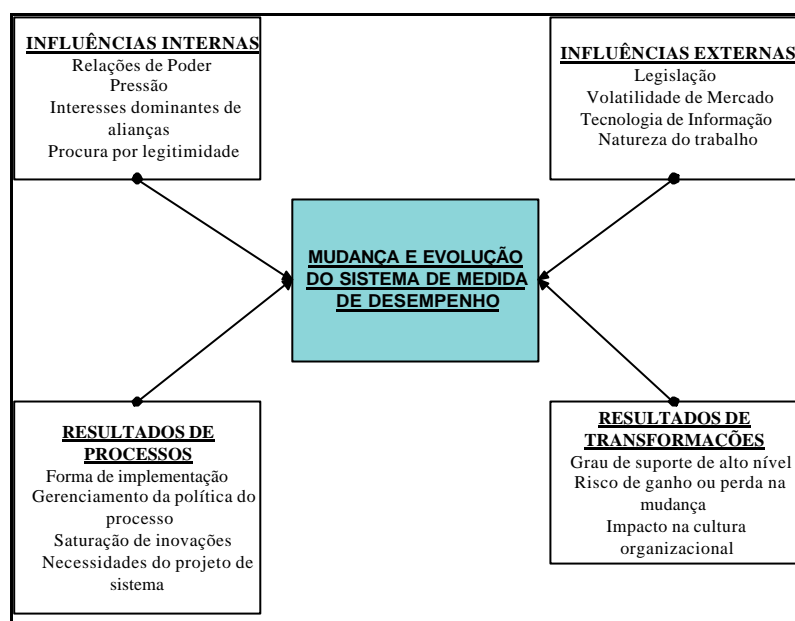 INFLUÊNCIAS INTERNAS
Relações de Poder
Pressão
Interesses dominantes de
alianças
Procura por legitimidade
INFLUÊNCIAS EXTERNAS
Legislação
Volatilidade de Mercado
Tecnologia de Informação
Natureza do trabalho
MUDANÇA E EVOLUÇÃO
DO SISTEMA DE MEDIDA
DE DESEMPENHO
RESULTADOS DE
PROCESSOS
Forma de implementação
Gerenciamento da política do
processo
Saturação de inovações
Necessidades do projeto de
sistema
RESULTADOS DE
TRANSFORMACÕES
Grau de suporte de alto nível
Risco de ganho ou perda na
mudança
Impacto na cultura
organizacional